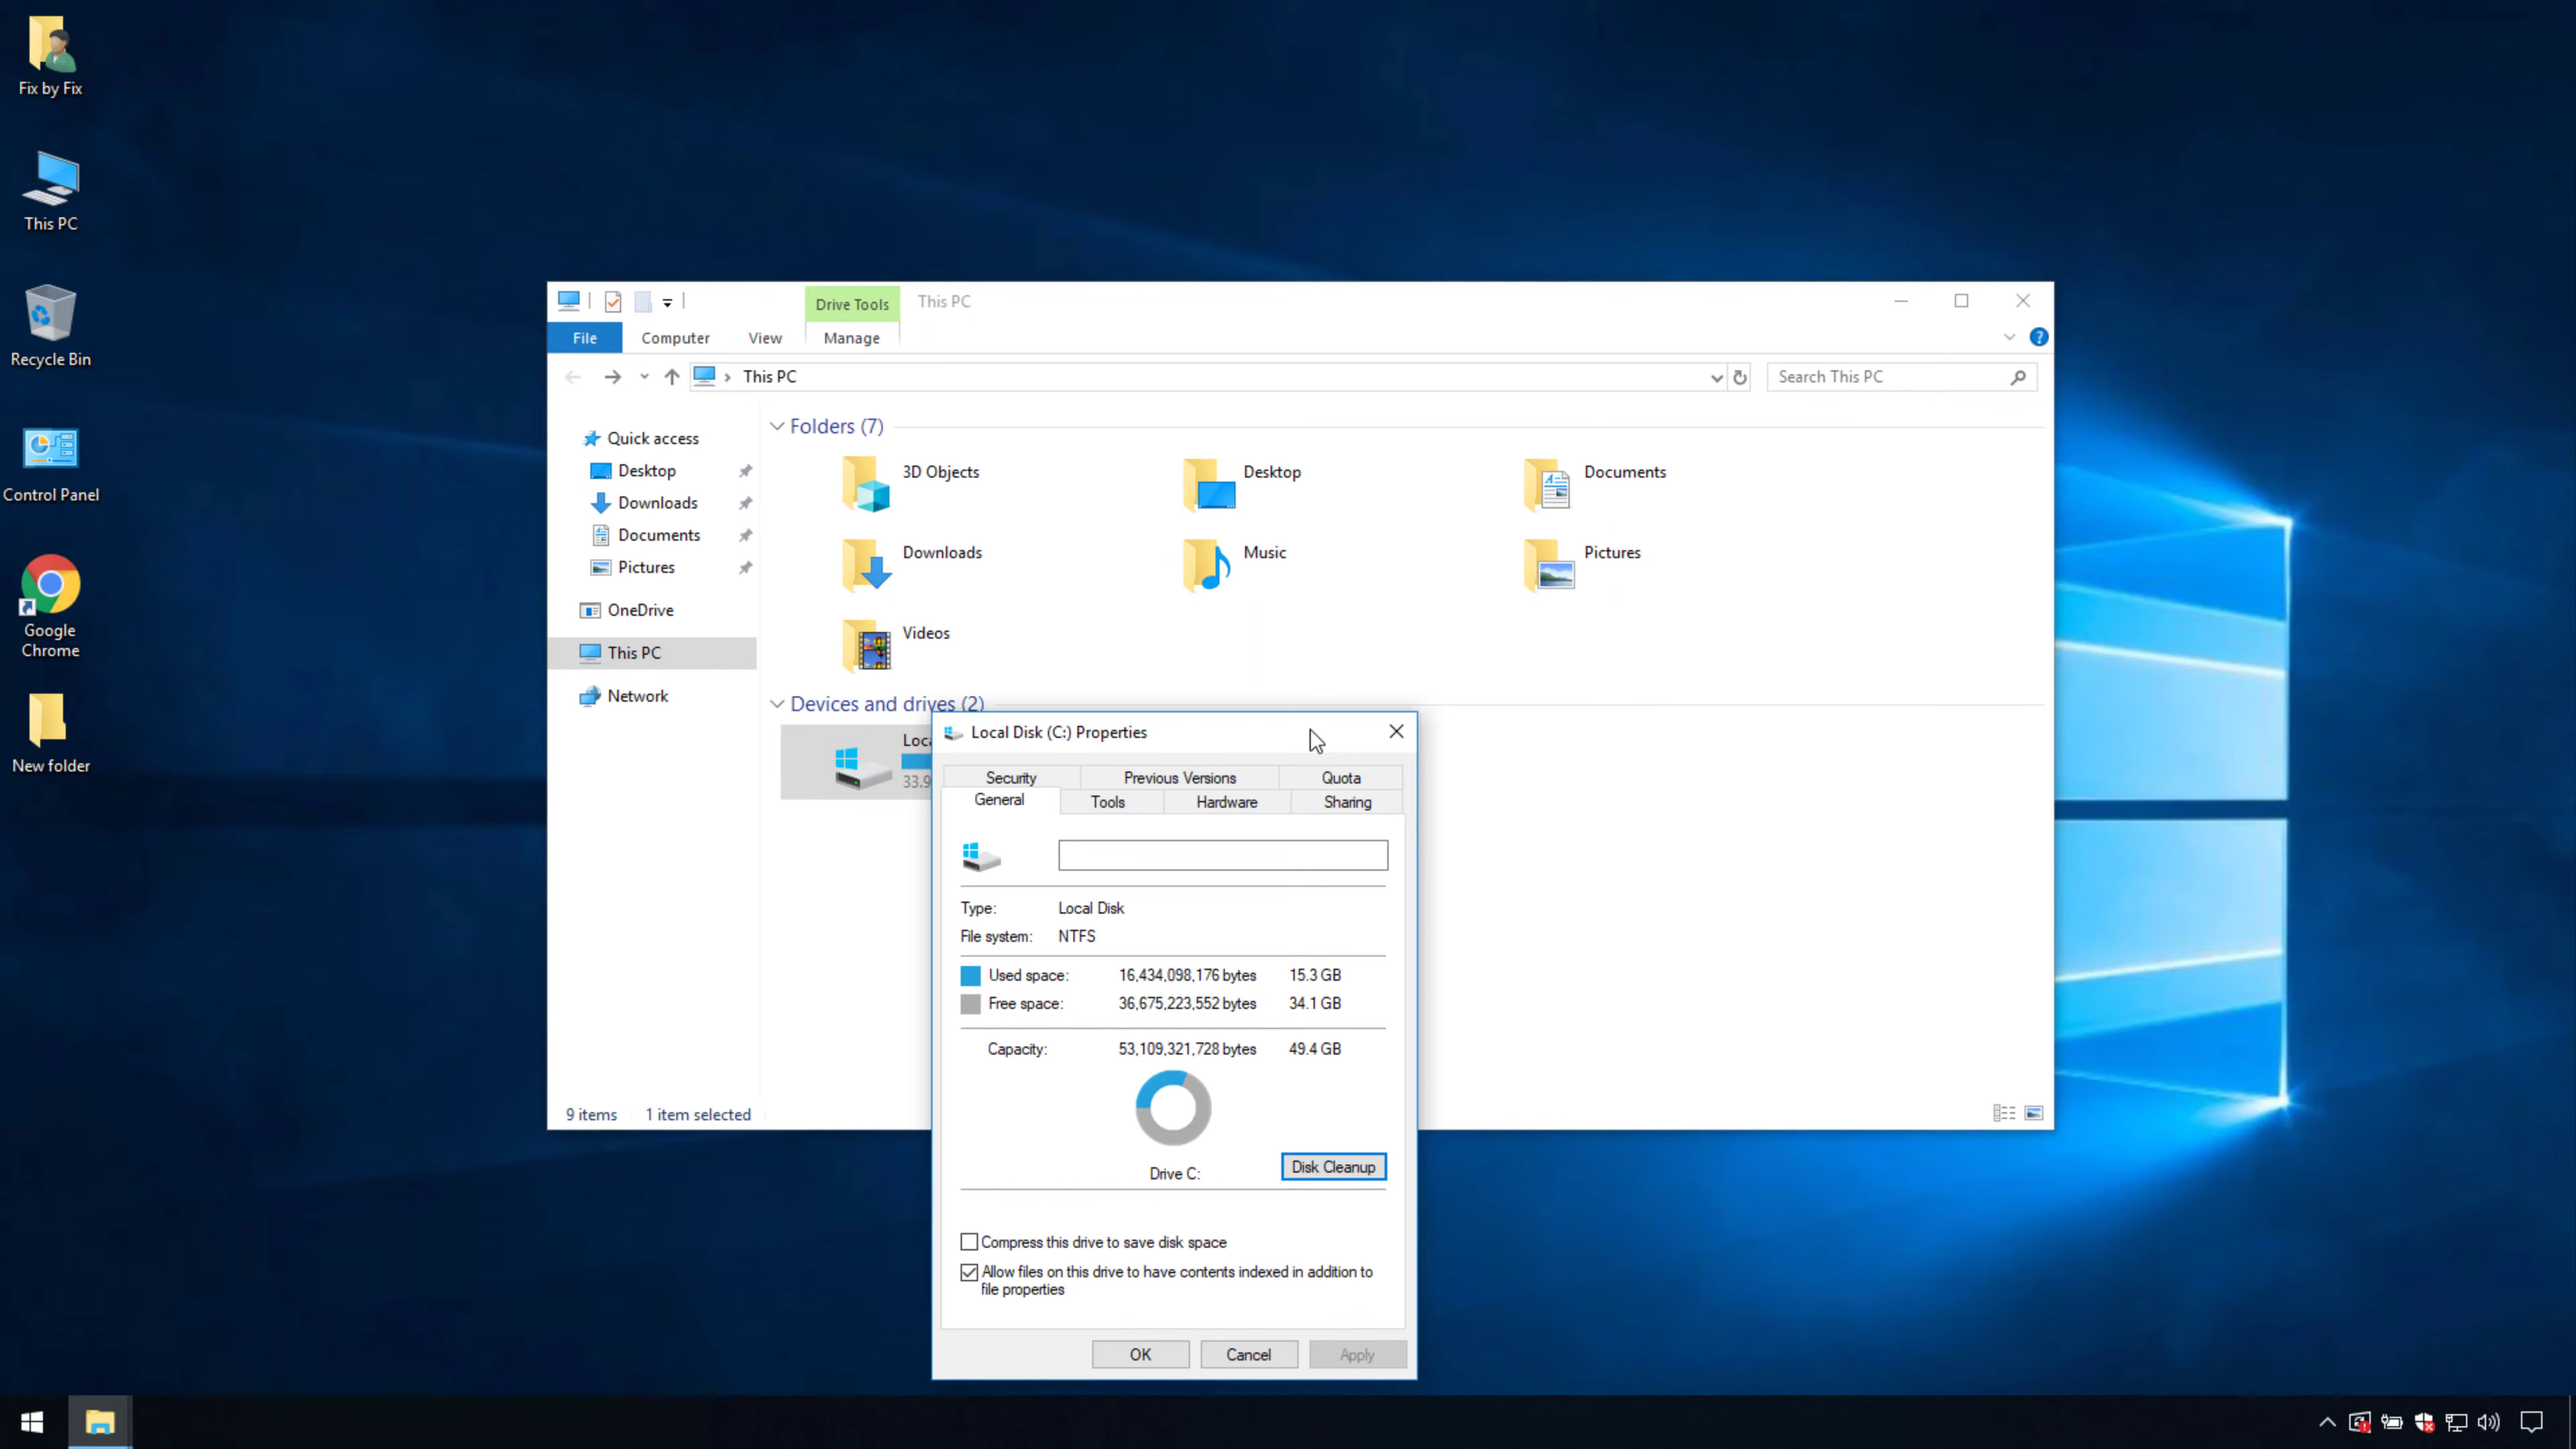 Fix by Fix
This PC
Recycle Bin
Control Panel
Google
Chrome
New folder
Drive Tools
This PC
File
Computer
View
Manage
This PC
Search This PC
Quick access
Desktop
Downloads
Documents
Pictures
OneDrive
This PC
Network
Folders (7)
3D Objects
Desktop
Documents
Downloads
Music
Pictures
Videos
Devices and drives (2)
Loca
33.9
9 items
1 item selected
Local Disk (C:) Properties
Security
Previous Versions
Quota
General
Tools
Hardware
Sharing
Type: Local Disk
File system: NTFS
Used space: 16,434,098,176 bytes 15.3 GB
Free space: 36,675,223,552 bytes 34.1 GB
Capacity: 53,109,321,728 bytes 49.4 GB
Drive C:
Disk Cleanup
Compress this drive to save disk space
Allow files on this drive to have contents indexed in addition to
file properties
OK
Cancel
Apply